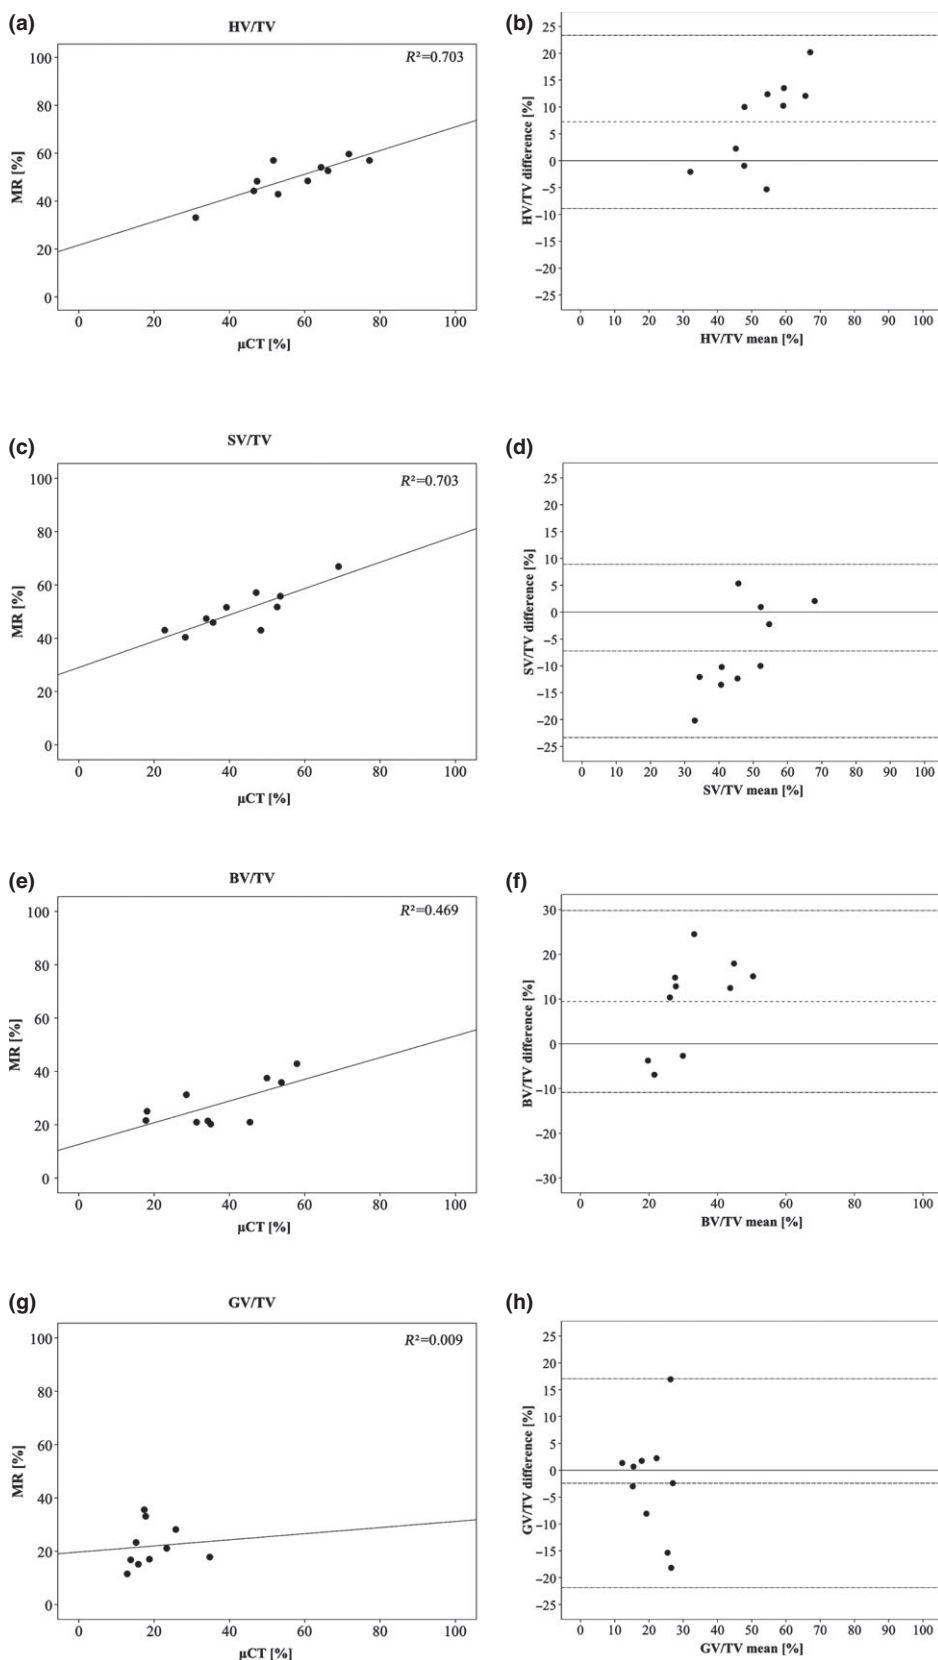 (a)
HV/TV
R²=0.703
100
80
60
40
20
0
MR [%]
0 20 40 60 80 100
µCT [%]
(b)
25
20
15
10
5
0
−5
−10
−15
−20
−25
HV/TV difference [%]
0 10 20 30 40 50 60 70 80 90 100
HV/TV mean [%]
(c)
SV/TV
R²=0.703
100
80
60
40
20
0
MR [%]
0 20 40 60 80 100
µCT [%]
(d)
25
20
15
10
5
0
−5
−10
−15
−20
−25
SV/TV difference [%]
0 10 20 30 40 50 60 70 80 90 100
SV/TV mean [%]
(e)
BV/TV
R²=0.469
100
80
60
40
20
0
MR [%]
0 20 40 60 80 100
µCT [%]
(f)
30
20
10
0
−10
−20
−30
BV/TV difference [%]
0 20 40 60 80 100
BV/TV mean [%]
(g)
GV/TV
R²=0.009
100
80
60
40
20
0
MR [%]
0 20 40 60 80 100
µCT [%]
(h)
25
20
15
10
5
0
−5
−10
−15
−20
−25
GV/TV difference [%]
0 10 20 30 40 50 60 70 80 90 100
GV/TV mean [%]